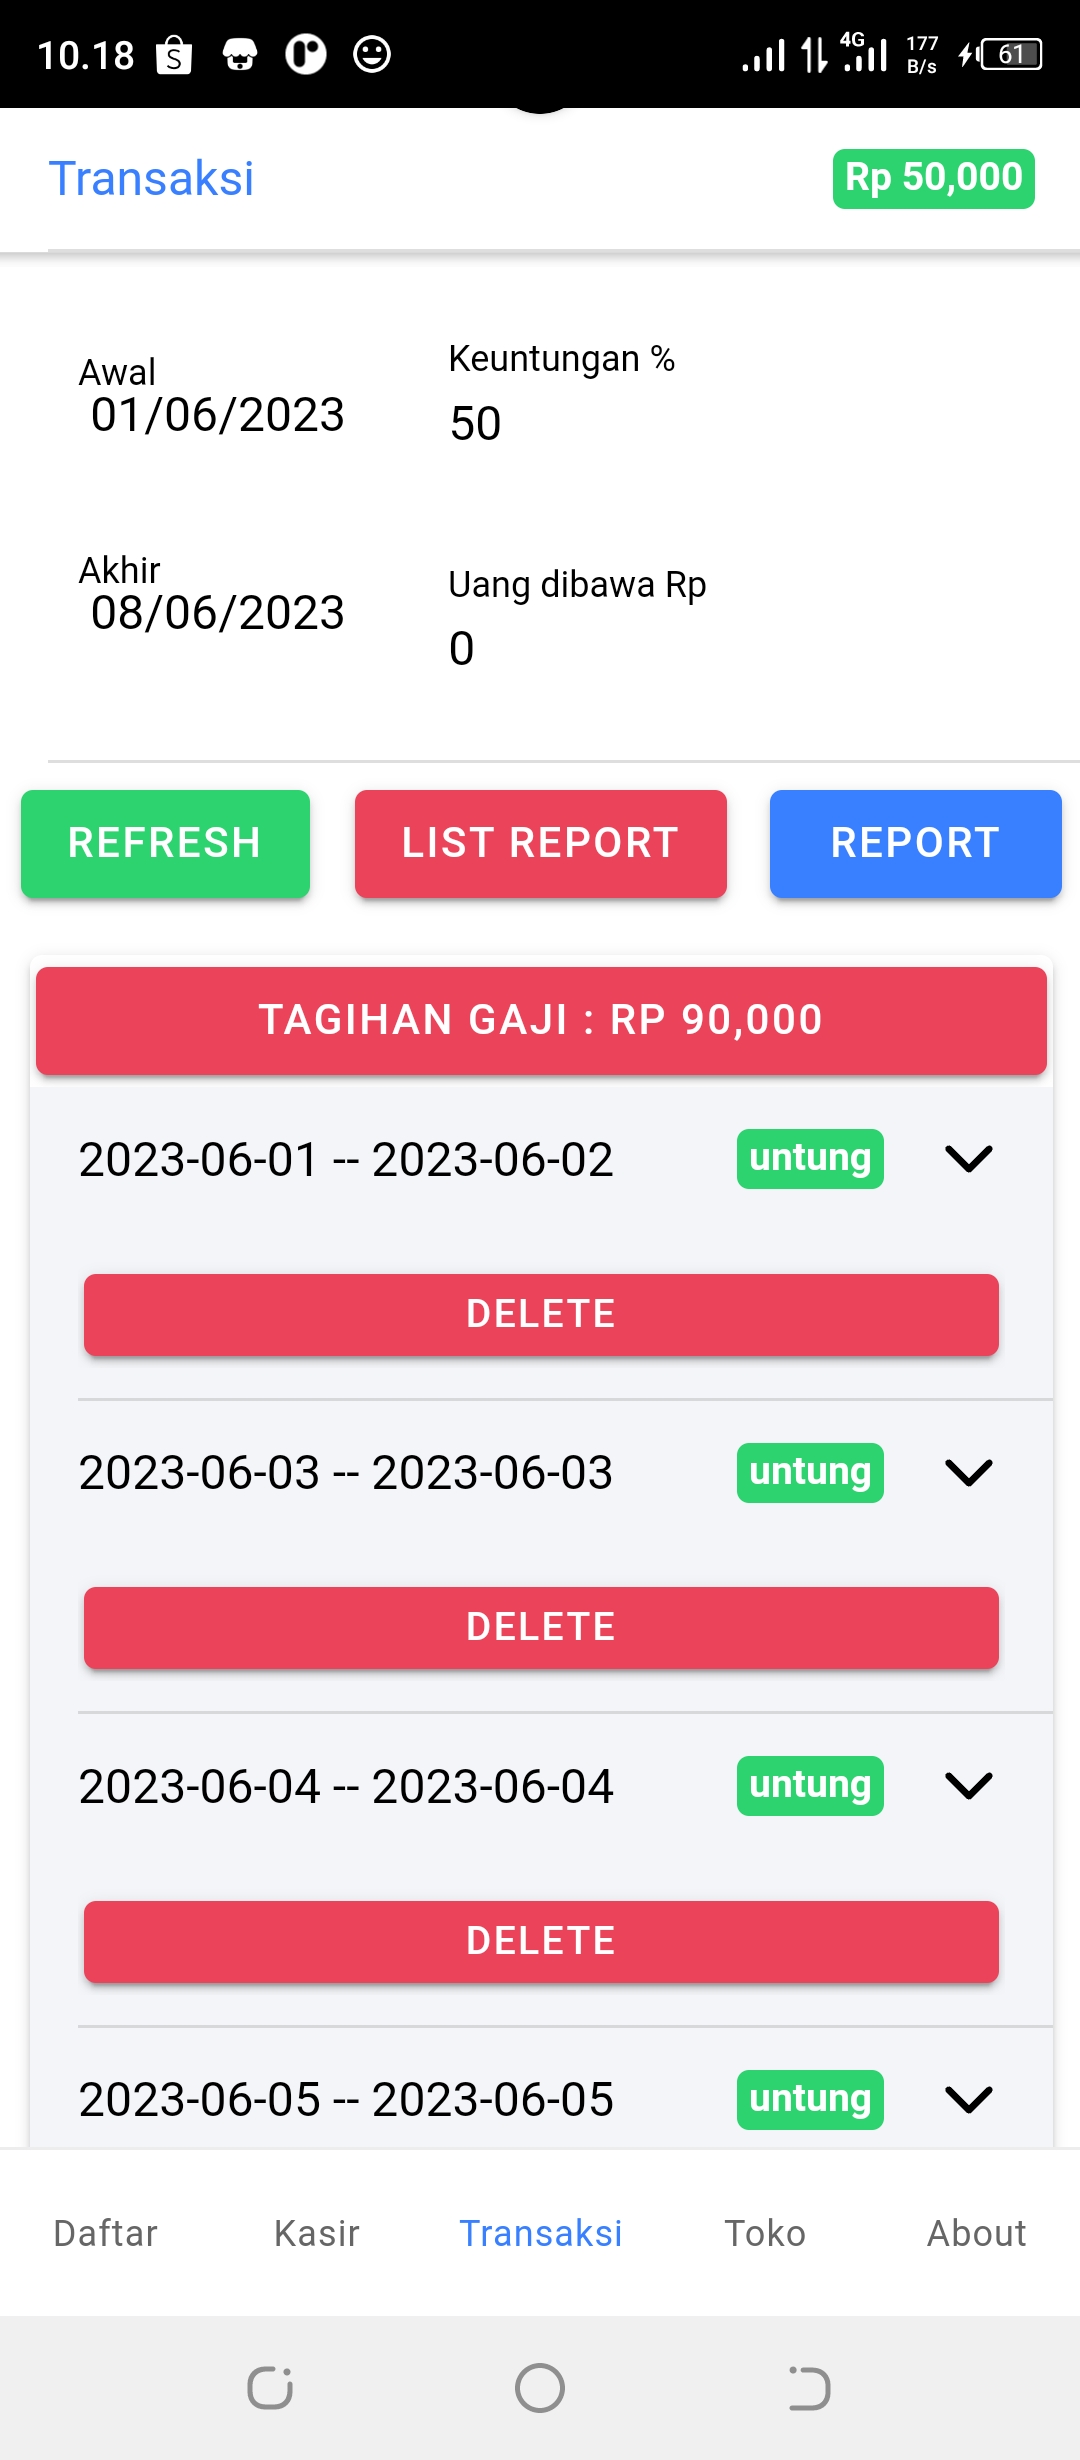 10.18
4G
177
B/s
61
Transaksi
Rp 50,000
Awal
01/06/2023
Keuntungan %
50
Akhir
08/06/2023
Uang dibawa Rp
0
REFRESH
LIST REPORT
REPORT
TAGIHAN GAJI : RP 90,000
2023-06-01 -- 2023-06-02 untung
DELETE
2023-06-03 -- 2023-06-03 untung
DELETE
2023-06-04 -- 2023-06-04 untung
DELETE
2023-06-05 -- 2023-06-05 untung
Daftar
Kasir
Transaksi
Toko
About